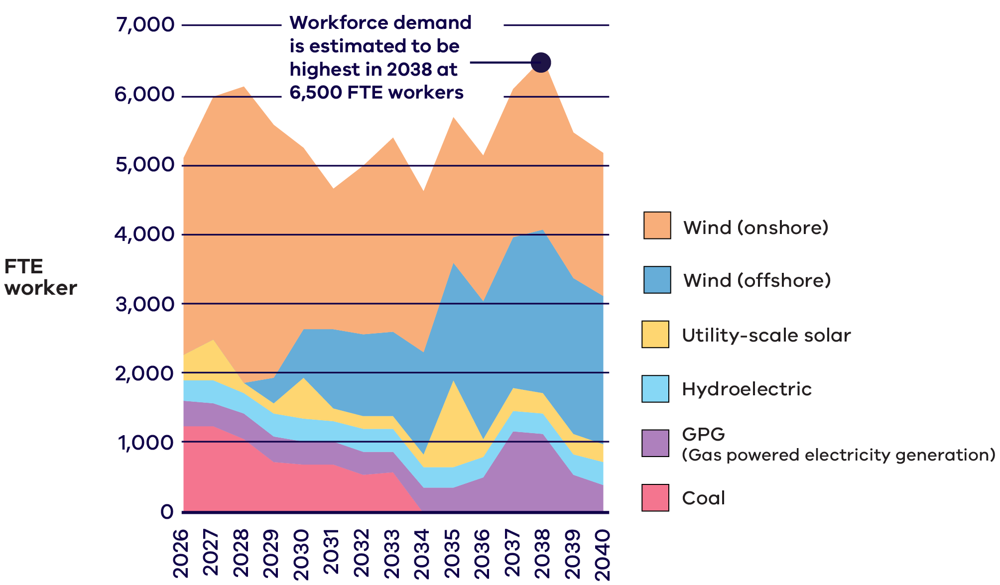 7,000
6,000
5,000
4,000
3,000
2,000
1,000
0
Workforce demand
is estimated to be
highest in 2038 at
6,500 FTE workers
FTE
worker
2026
2027
2028
2029
2030
2031
2032
2033
2034
2035
2036
2037
2038
2039
2040
Wind (onshore)
Wind (offshore)
Utility-scale solar
Hydroelectric
GPG
(Gas powered electricity generation)
Coal